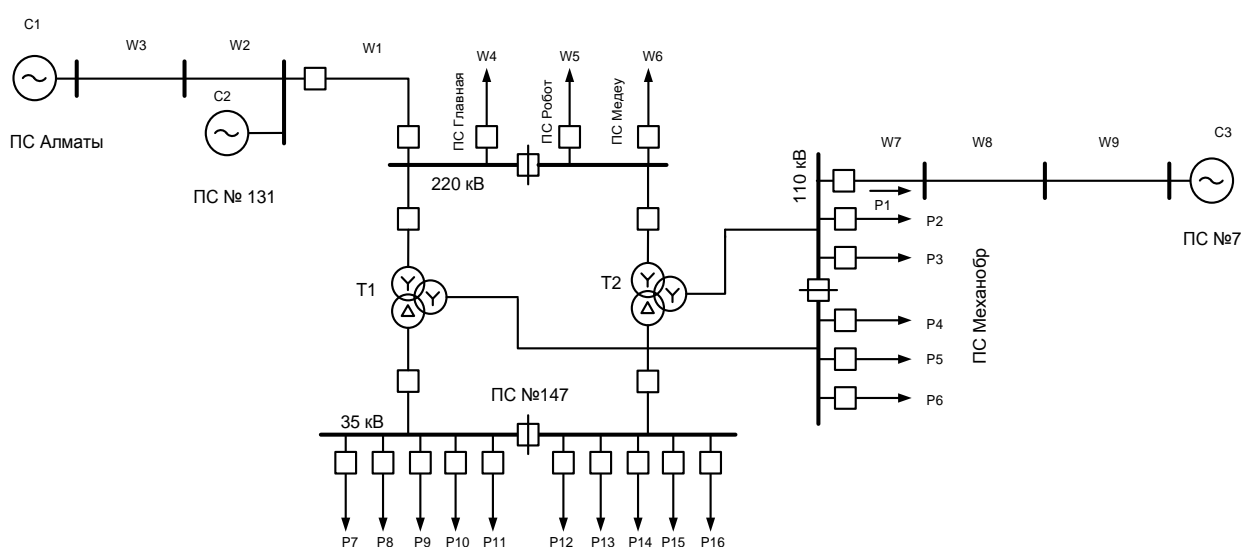 C1
W3
W2
W1
W4
W5
W6
C2
ПС Алматы
ПС № 131
ПС Главная
ПС Робот
ПС Медеу
220 кВ
110 кВ
W7
W8
W9
C3
P1
P2
P3
ПС №7
T1
T2
P4
P5
P6
ПС Механобр
ПС №147
35 кВ
P7
P8
P9
P10
P11
P12
P13
P14
P15
P16